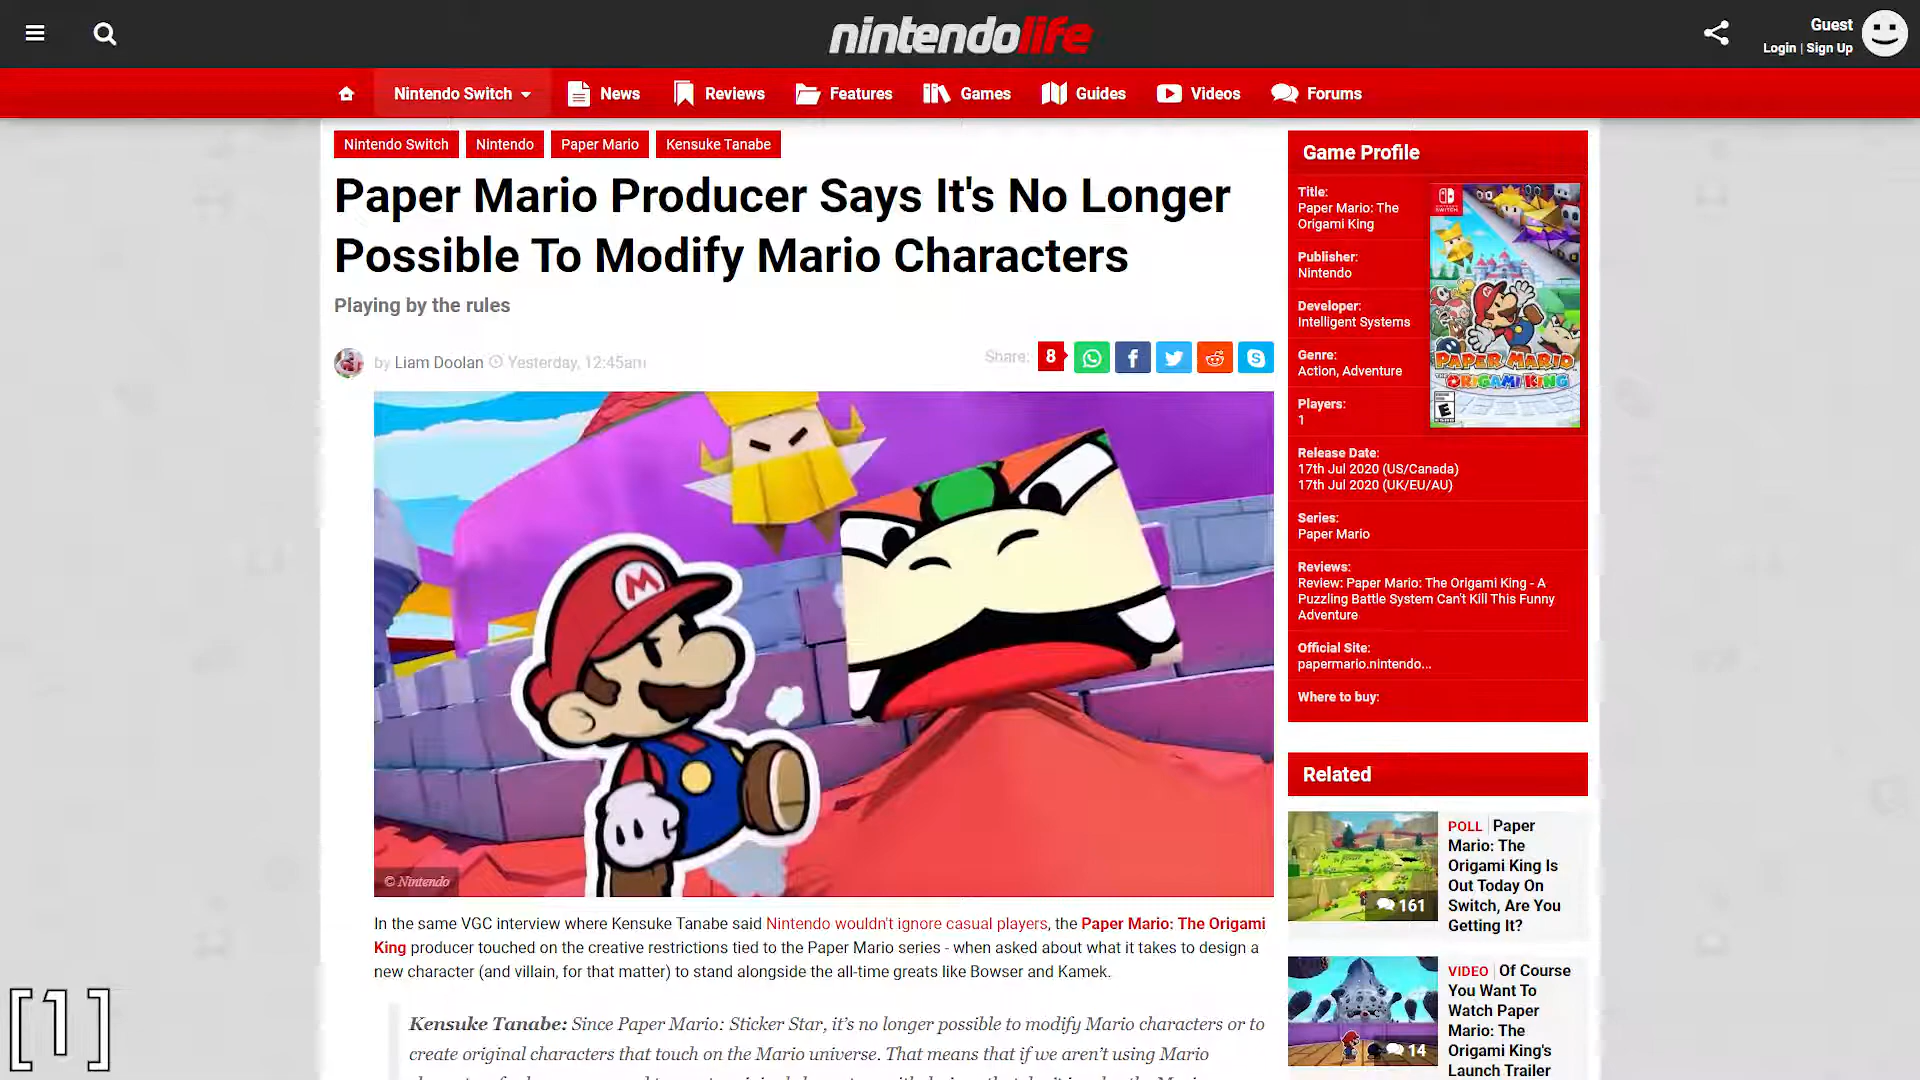 nintendolife
Guest
Login | Sign Up
Nintendo Switch
News
Reviews
Features
Games
Guides
Videos
Forums
Nintendo Switch
Nintendo
Paper Mario
Kensuke Tanabe
Paper Mario Producer Says It's No Longer
Possible To Modify Mario Characters
Playing by the rules
by Liam Doolan Yesterday, 12:45am
Share:
8
M
© Nintendo
In the same VGC interview where Kensuke Tanabe said Nintendo wouldn't ignore casual players, the Paper Mario: The Origami
King producer touched on the creative restrictions tied to the Paper Mario series - when asked about what it takes to design a
new character (and villain, for that matter) to stand alongside the all-time greats like Bowser and Kamek.
Kensuke Tanabe: Since Paper Mario: Sticker Star, it's no longer possible to modify Mario characters or to
create original characters that touch on the Mario universe. That means that if we aren't using Mario
[1]
Game Profile
Title:
Paper Mario: The
Origami King
Publisher:
Nintendo
Developer:
Intelligent Systems
Genre:
Action, Adventure
Players:
1
Release Date:
17th Jul 2020 (US/Canada)
17th Jul 2020 (UK/EU/AU)
Series:
Paper Mario
Reviews:
Review: Paper Mario: The Origami King - A
Puzzling Battle System Can't Kill This Funny
Adventure
Official Site:
papermario.nintendo...
Where to buy:
PAPER MARIO
THE ORIGAMI KING
E
Related
POLL Paper
Mario: The
Origami King Is
Out Today On
Switch, Are You
Getting It?
161
VIDEO Of Course
You Want To
Watch Paper
Mario: The
Origami King's
Launch Trailer
14